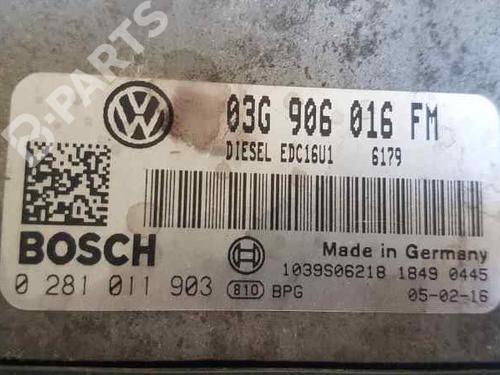 B-PARTS
VW
03G 906 016 FM
DIESEL EDC16U1 6179
BOSCH
Made in Germany
1039S06218 1849 0445
0 281 011 903
810 BPG
05-02-16